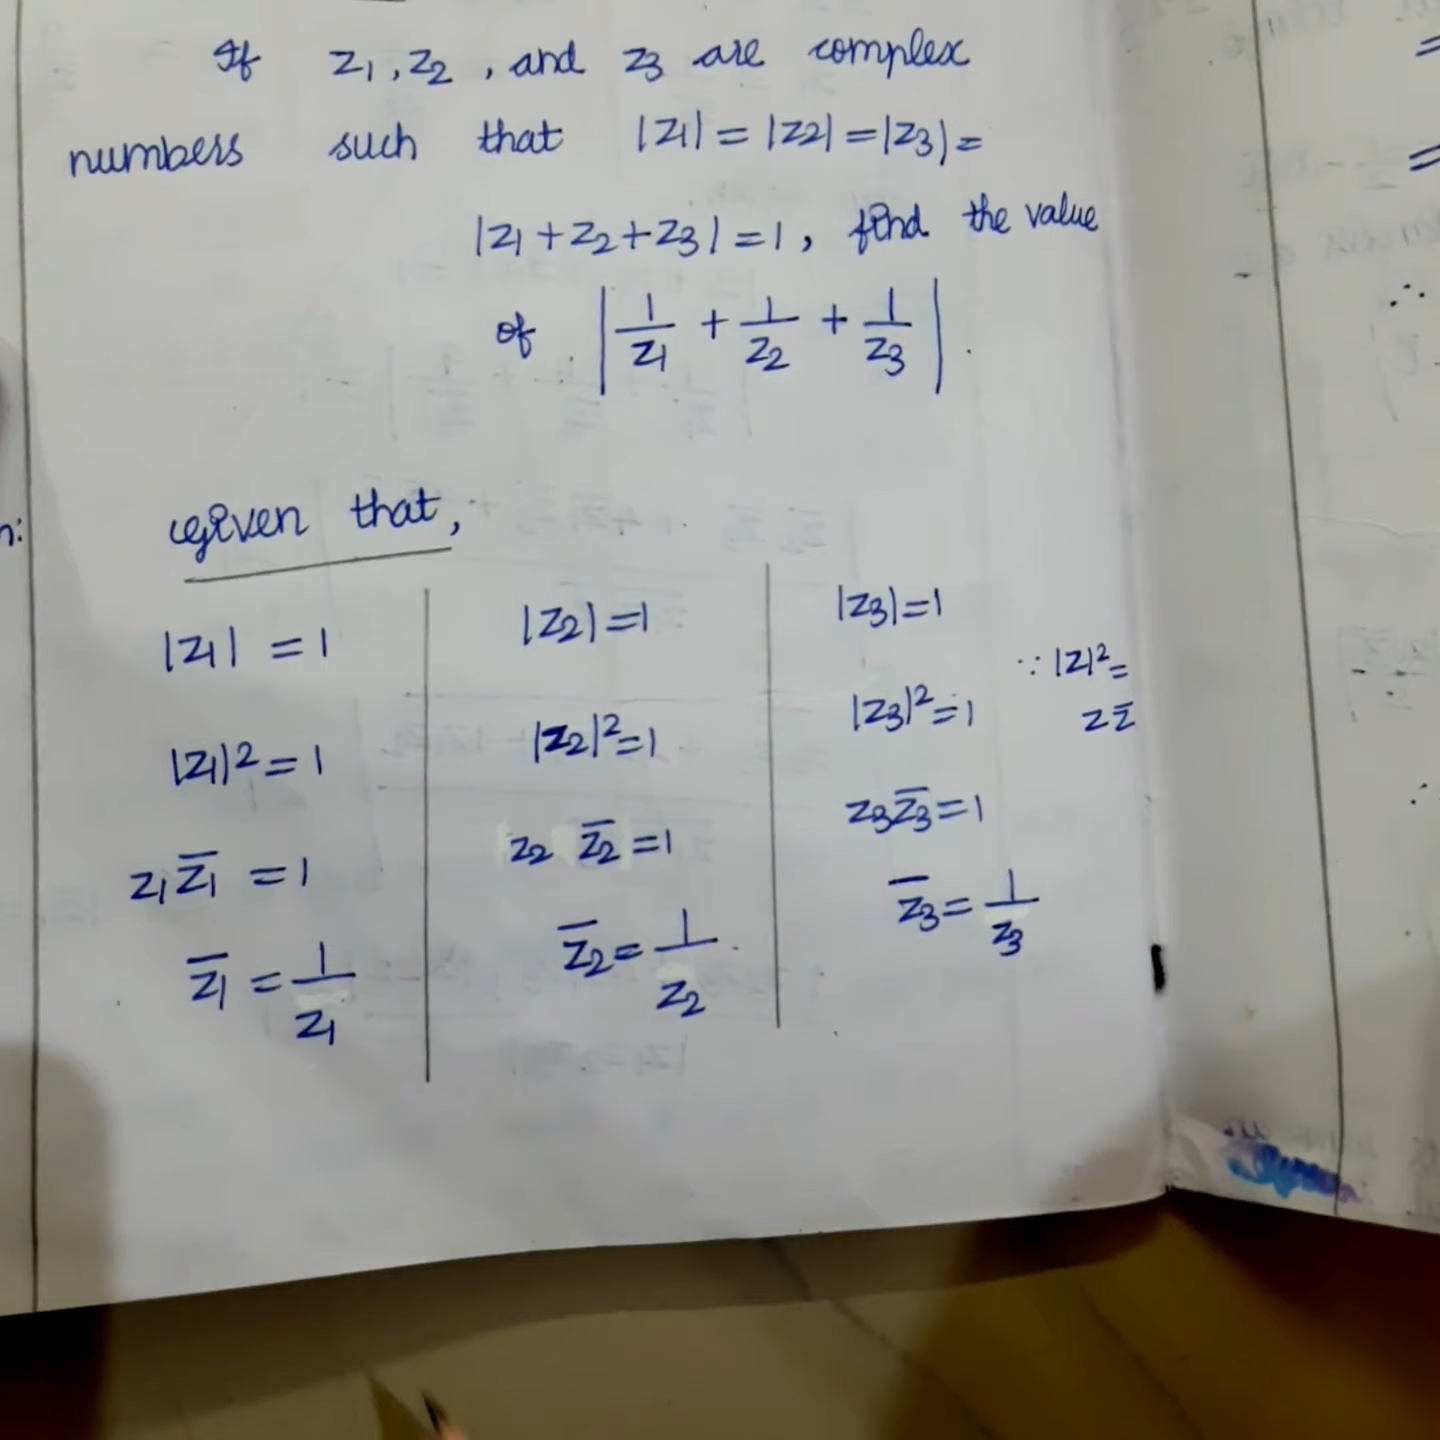 If z1, z2, and z3 are complex
numbers such that |z1| = |z2| = |z3| =
|z1 + z2 + z3| = 1, find the value
of |1/z1 + 1/z2 + 1/z3|.
given that,
|z1| = 1
|z1|² = 1
z1 z̅1 = 1
z̅1 = 1/z1
|z2| = 1
|z2|² = 1
z2 z̅2 = 1
z̅2 = 1/z2.
|z3| = 1
|z3|² = 1 ∵ |z|² =
z z̅
z3 z̅3 = 1
z̅3 = 1/z3